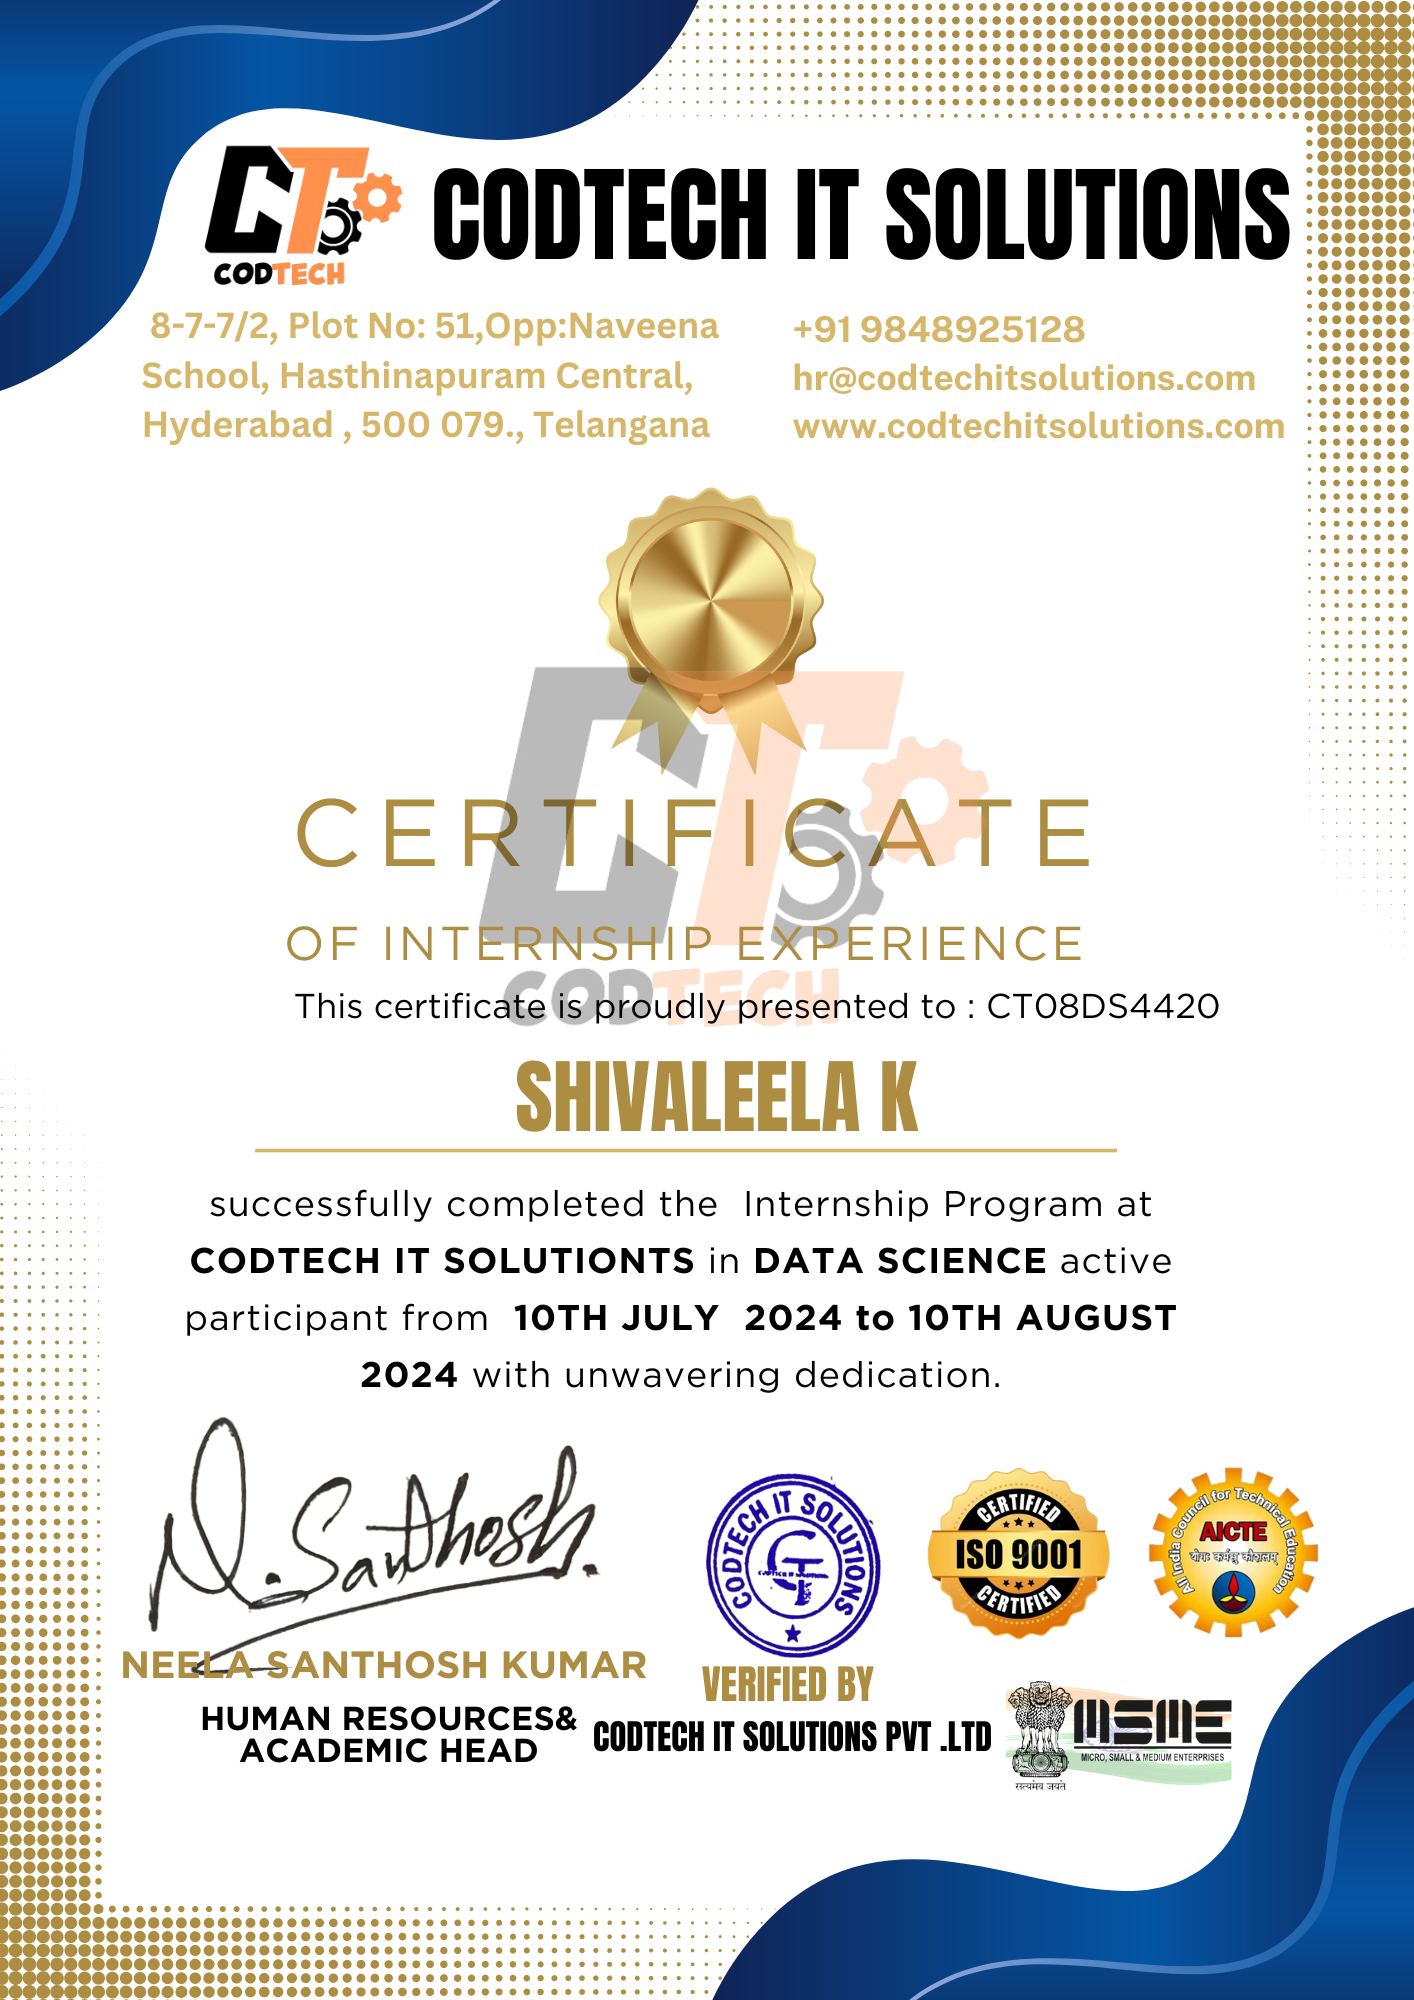 CT
CODTECH
CODTECH IT SOLUTIONS
8-7-7/2, Plot No: 51,Opp:Naveena
School, Hasthinapuram Central,
Hyderabad , 500 079., Telangana
+91 9848925128
hr@codtechitsolutions.com
www.codtechitsolutions.com
CERTIFICATE
OF INTERNSHIP EXPERIENCE
CT
CODTECH
This certificate is proudly presented to : CT08DS4420
SHIVALEELA K
successfully completed the Internship Program at
CODTECH IT SOLUTIONTS in DATA SCIENCE active
participant from 10TH JULY 2024 to 10TH AUGUST
2024 with unwavering dedication.
N. Santhosh.
NEELA SANTHOSH KUMAR
HUMAN RESOURCES&
ACADEMIC HEAD
CODTECH IT SOLUTIONS
VERIFIED BY
CODTECH IT SOLUTIONS PVT .LTD
CERTIFIED
ISO 9001
CERTIFIED
All India Council for Technical Education
AICTE
योगः कर्मसु कौशलम्
सत्यमेव जयते
MSME
MICRO, SMALL & MEDIUM ENTERPRISES